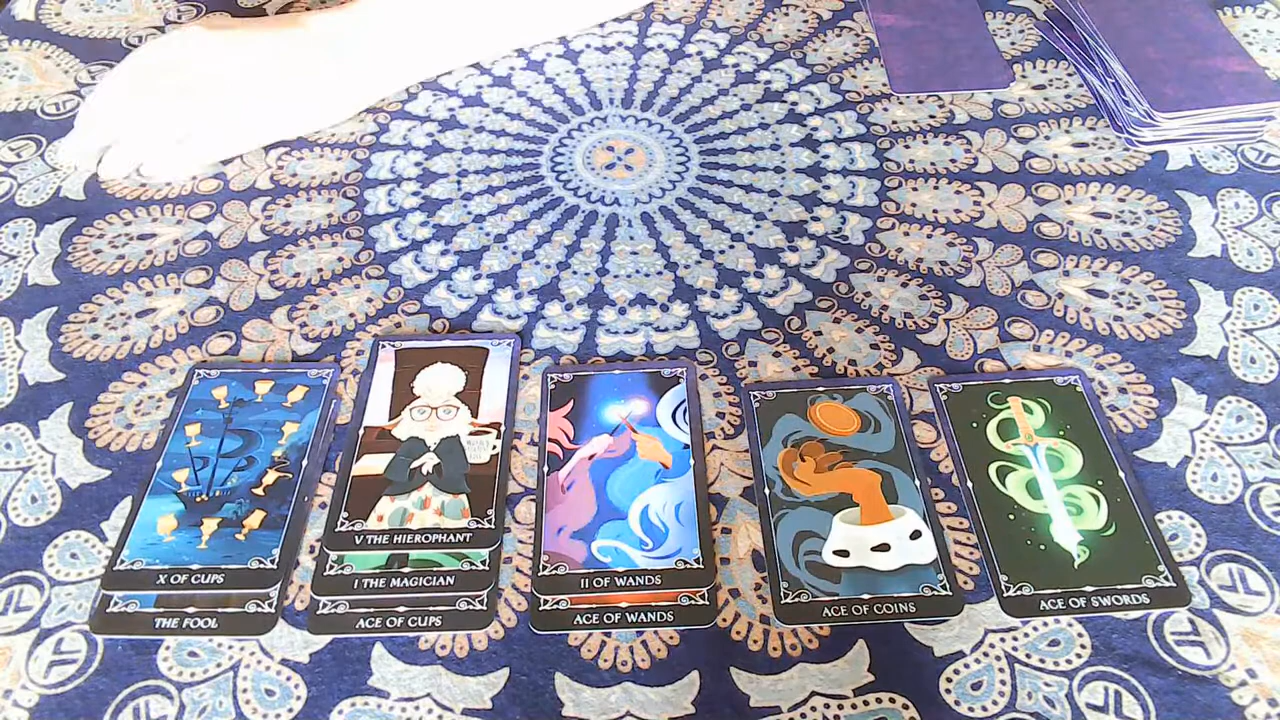 X OF CUPS
THE FOOL
V THE HIEROPHANT
I THE MAGICIAN
ACE OF CUPS
II OF WANDS
ACE OF WANDS
ACE OF COINS
ACE OF SWORDS